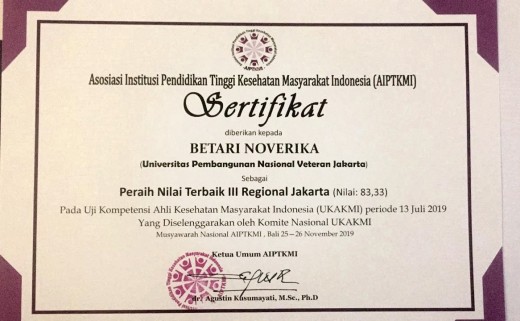 AIPTKMI
Asosiasi Institusi Pendidikan Tinggi Kesehatan Masyarakat Indonesia (AIPTKMI)
Sertifikat
diberikan kepada
BETARI NOVERIKA
(Universitas Pembangunan Nasional Veteran Jakarta)
Sebagai
Peraih Nilai Terbaik III Regional Jakarta (Nilai: 83,33)
Pada Uji Kompetensi Ahli Kesehatan Masyarakat Indonesia (UKAKMI) periode 13 Juli 2019
Yang Diselenggarakan oleh Komite Nasional UKAKMI
Musyawarah Nasional AIPTKMI , Bali 25–26 November 2019
Ketua Umum AIPTKMI
dr. Agustin Kusumayati, M.Sc., Ph.D